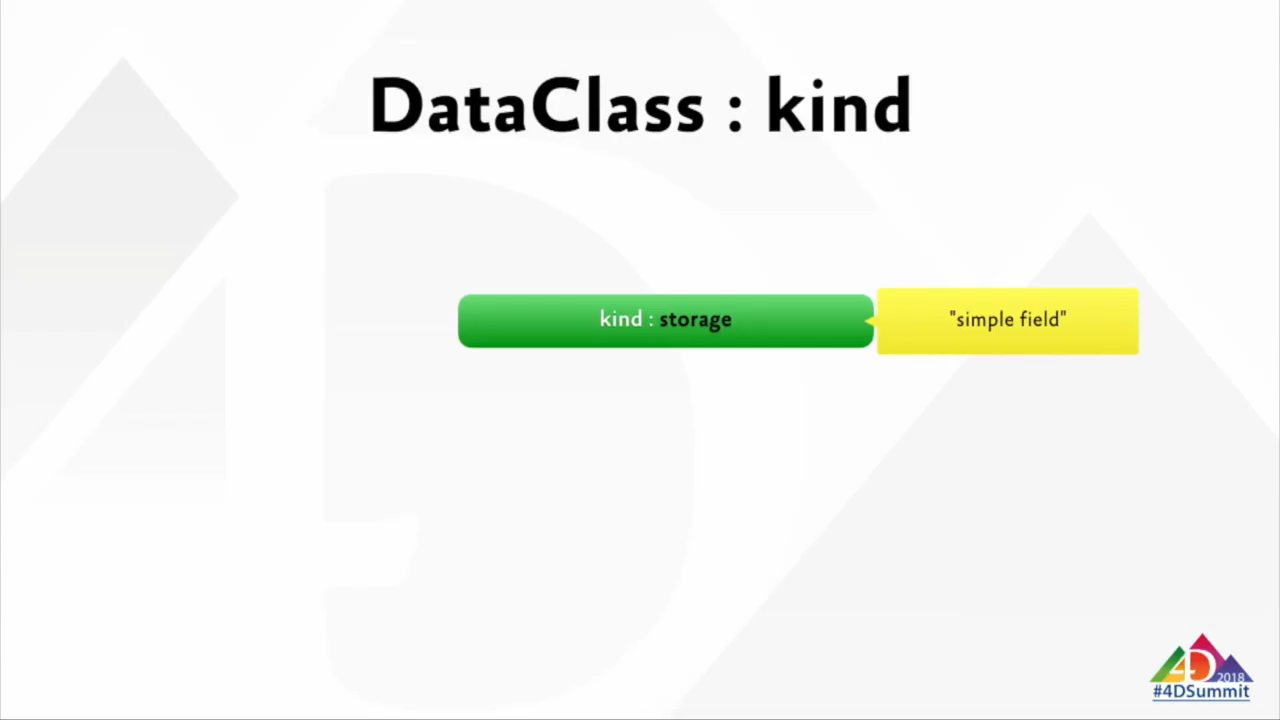 DataClass : kind
kind : storage
"simple field"
4D
2018
#4DSummit